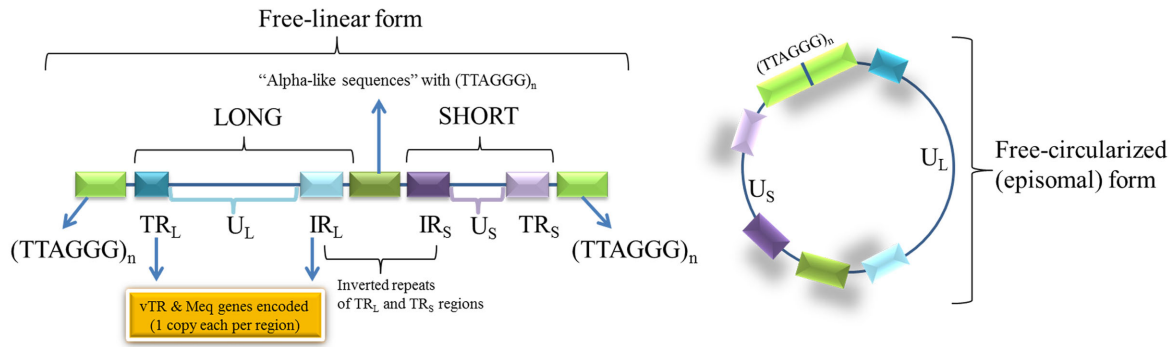 Free-linear form
“Alpha-like sequences” with (TTAGGG)n
LONG
SHORT
TRL
UL
IRL
IRS
US
TRS
(TTAGGG)n
(TTAGGG)n
Inverted repeats
of TRL and TRS regions
vTR & Meq genes encoded
(1 copy each per region)
(TTAGGG)n
UL
US
Free-circularized
(episomal) form